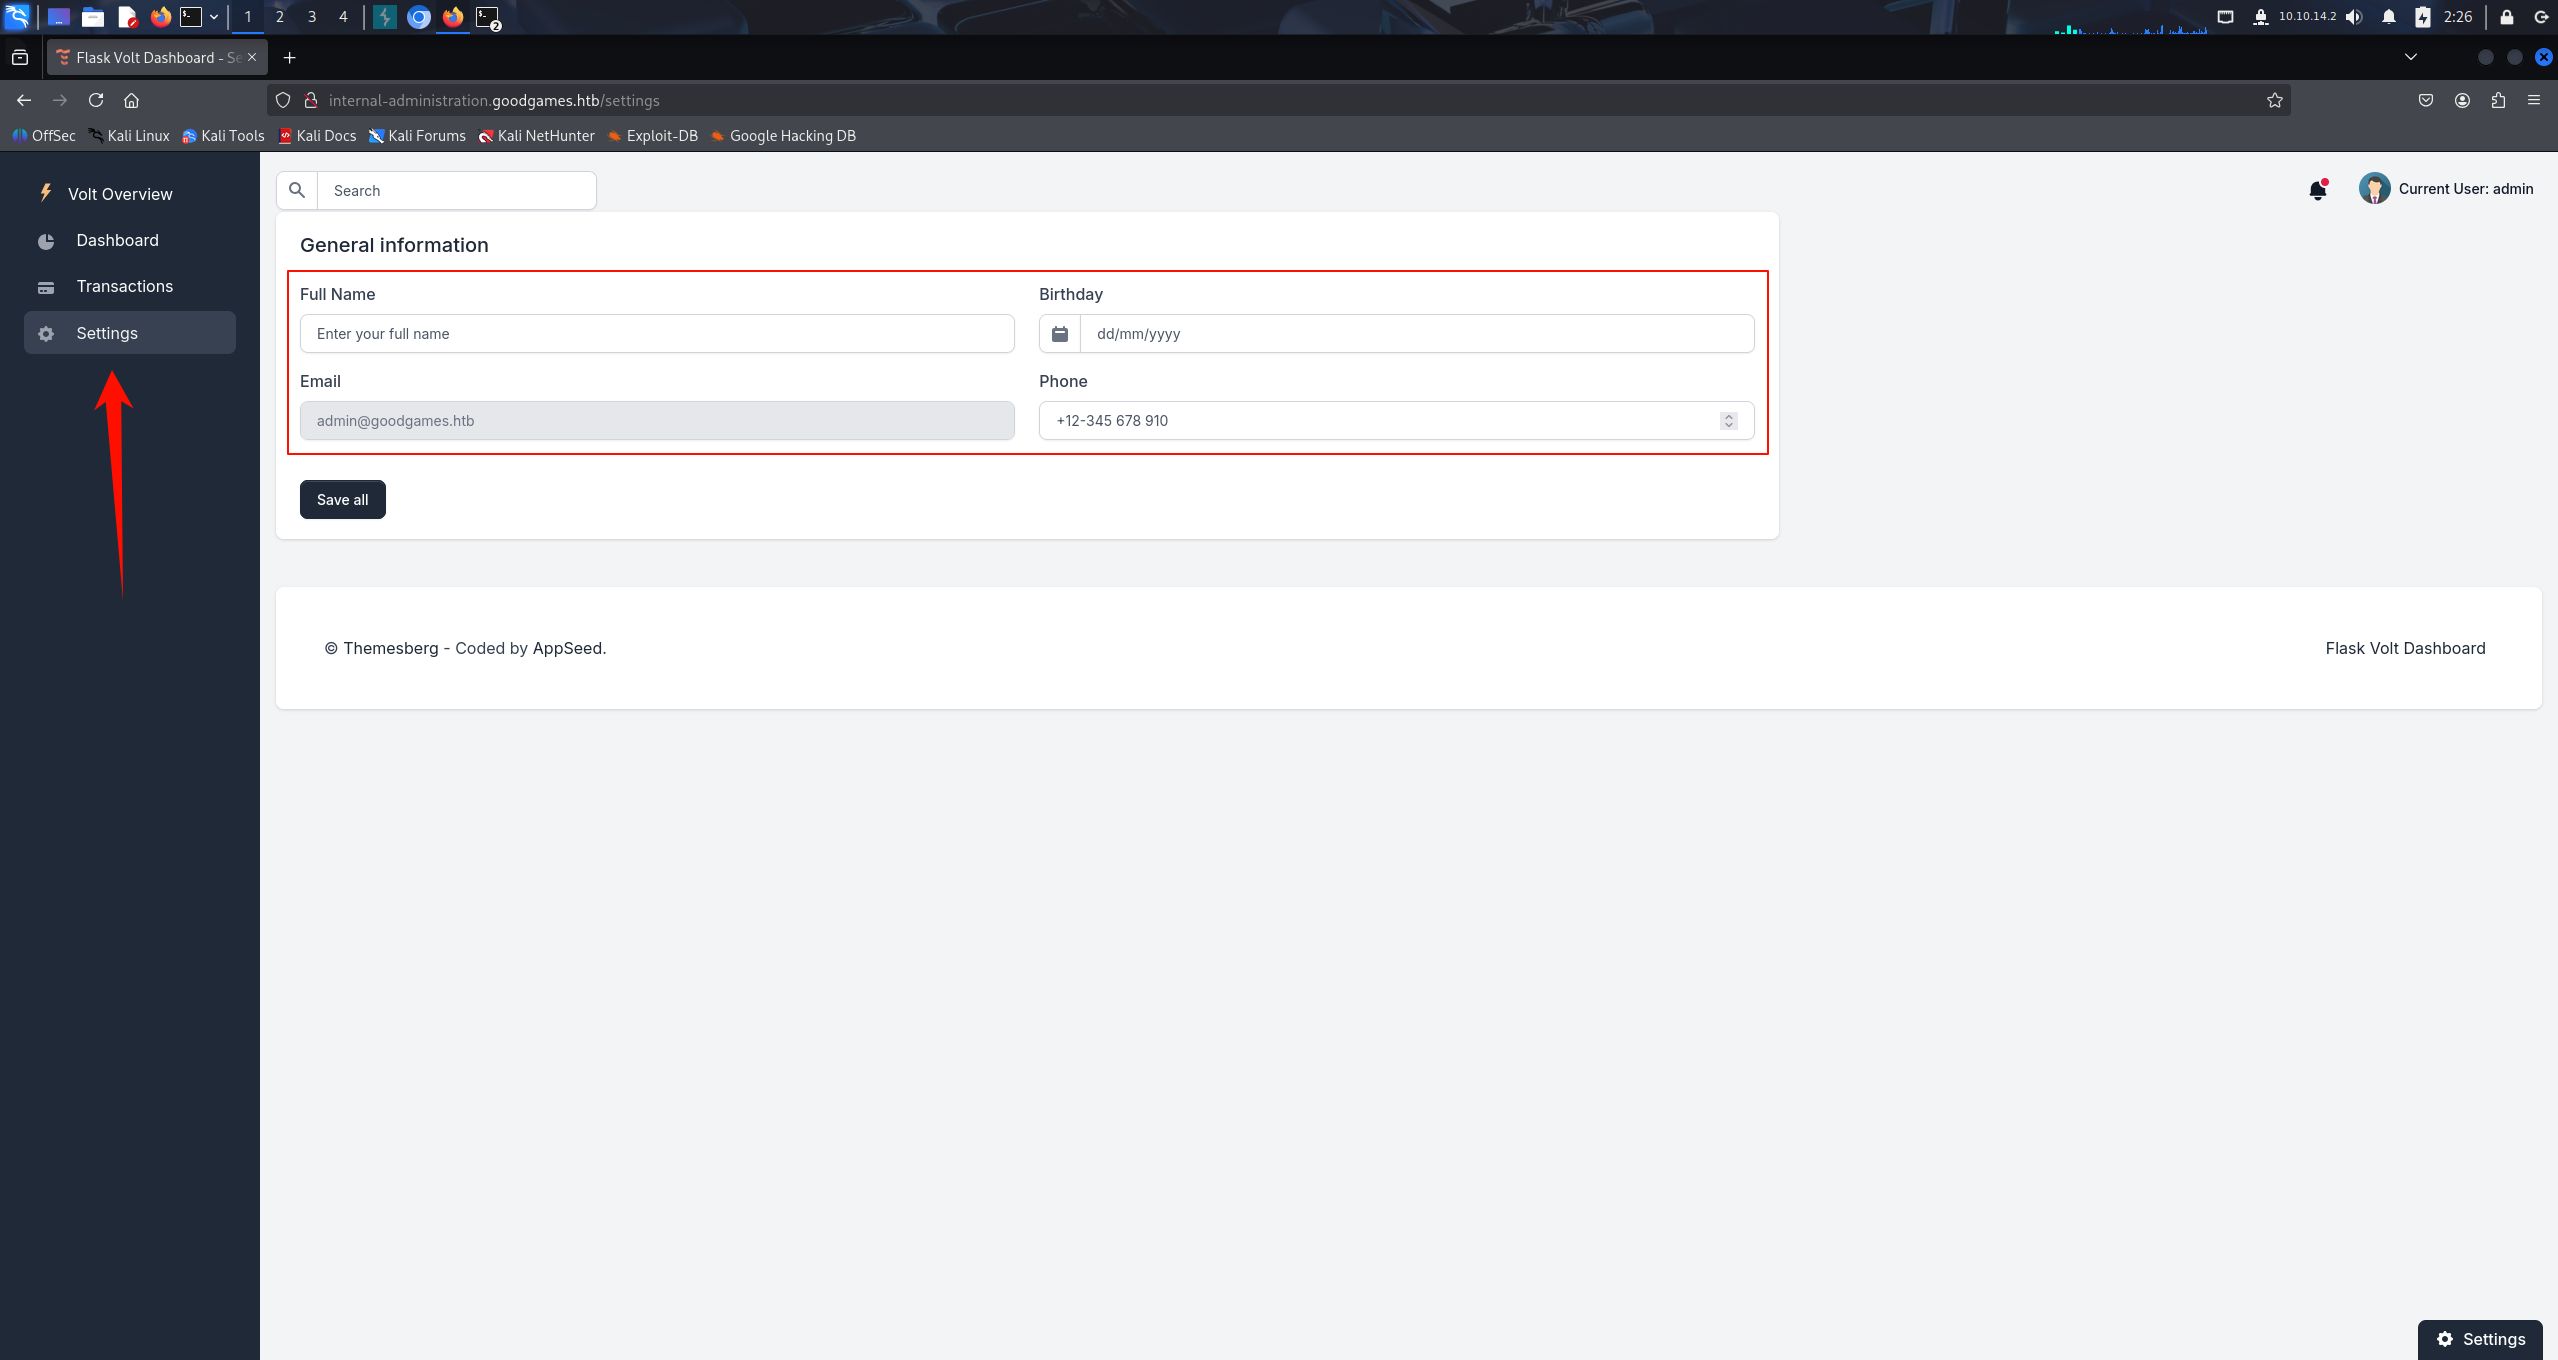 1 2 3 4 2 10.10.14.2 2:26
Flask Volt Dashboard - Se
internal-administration.goodgames.htb/settings
OffSec Kali Linux Kali Tools Kali Docs Kali Forums Kali NetHunter Exploit-DB Google Hacking DB
Volt Overview
Dashboard
Transactions
Settings
Search
Current User: admin
General information
Full Name
Enter your full name
Birthday
dd/mm/yyyy
Email
admin@goodgames.htb
Phone
+12-345 678 910
Save all
© Themesberg - Coded by AppSeed.
Flask Volt Dashboard
Settings